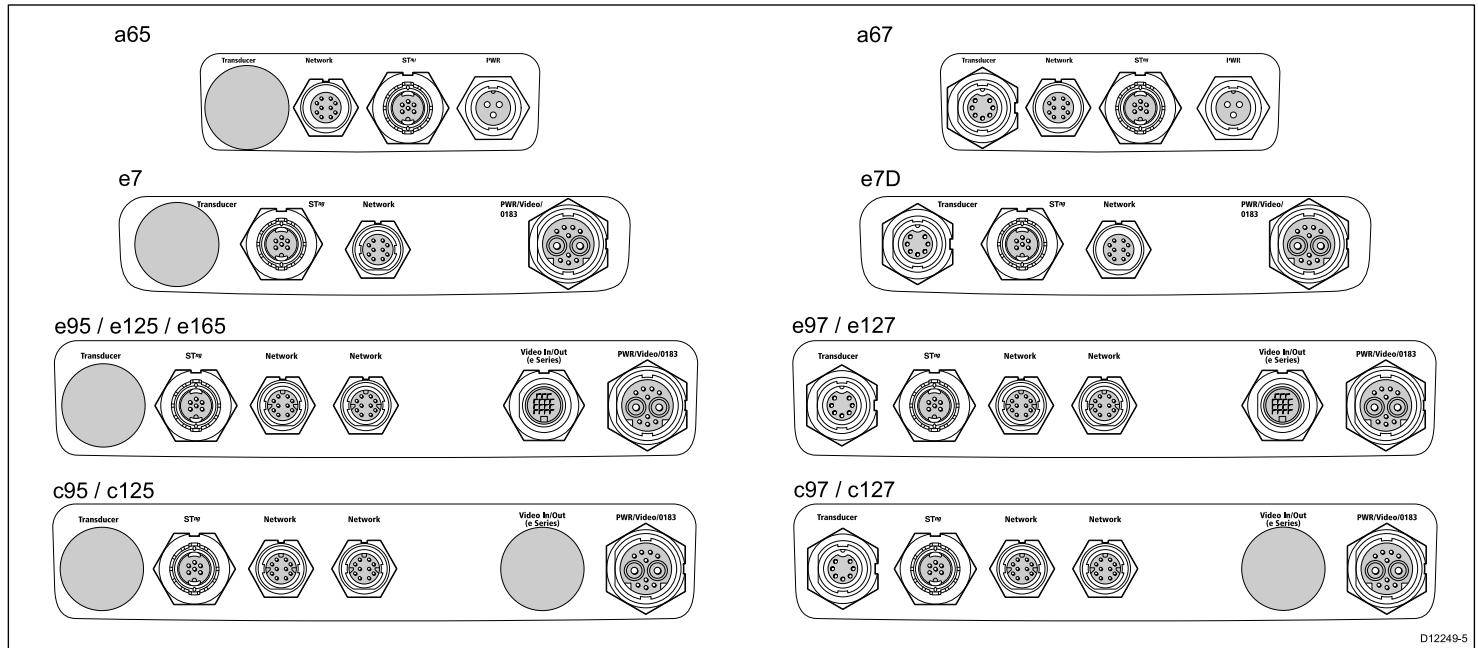 a65
Transducer Network STng PWR
a67
Transducer Network STng PWR
e7
Transducer STng Network PWR/Video/
0183
e7D
Transducer STng Network PWR/Video/
0183
e95 / e125 / e165
Transducer STng Network Network Video In/Out PWR/Video/0183
(e Series)
e97 / e127
Transducer STng Network Network Video In/Out PWR/Video/0183
(e Series)
c95 / c125
Transducer STng Network Network Video In/Out PWR/Video/0183
(e Series)
c97 / c127
Transducer STng Network Network Video In/Out PWR/Video/0183
(e Series)
D12249-5